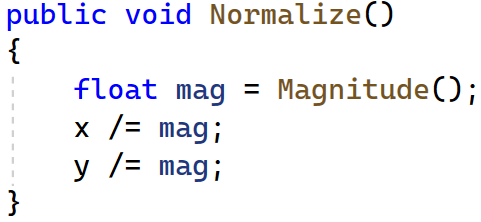 public void Normalize()
{
    float mag = Magnitude();
    x /= mag;
    y /= mag;
}